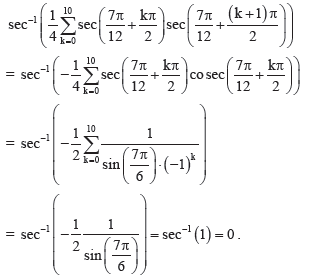 sec⁻¹(1/4 ∑_{k=0}^{10} sec(7π/12 + kπ/2) sec(7π/12 + (k+1)π/2))
= sec⁻¹(−1/4 ∑_{k=0}^{10} sec(7π/12 + kπ/2) cosec(7π/12 + kπ/2))
= sec⁻¹(−1/2 ∑_{k=0}^{10} 1/(sin(7π/6)·(−1)^k))
= sec⁻¹(−1/2 1/sin(7π/6)) = sec⁻¹(1) = 0.